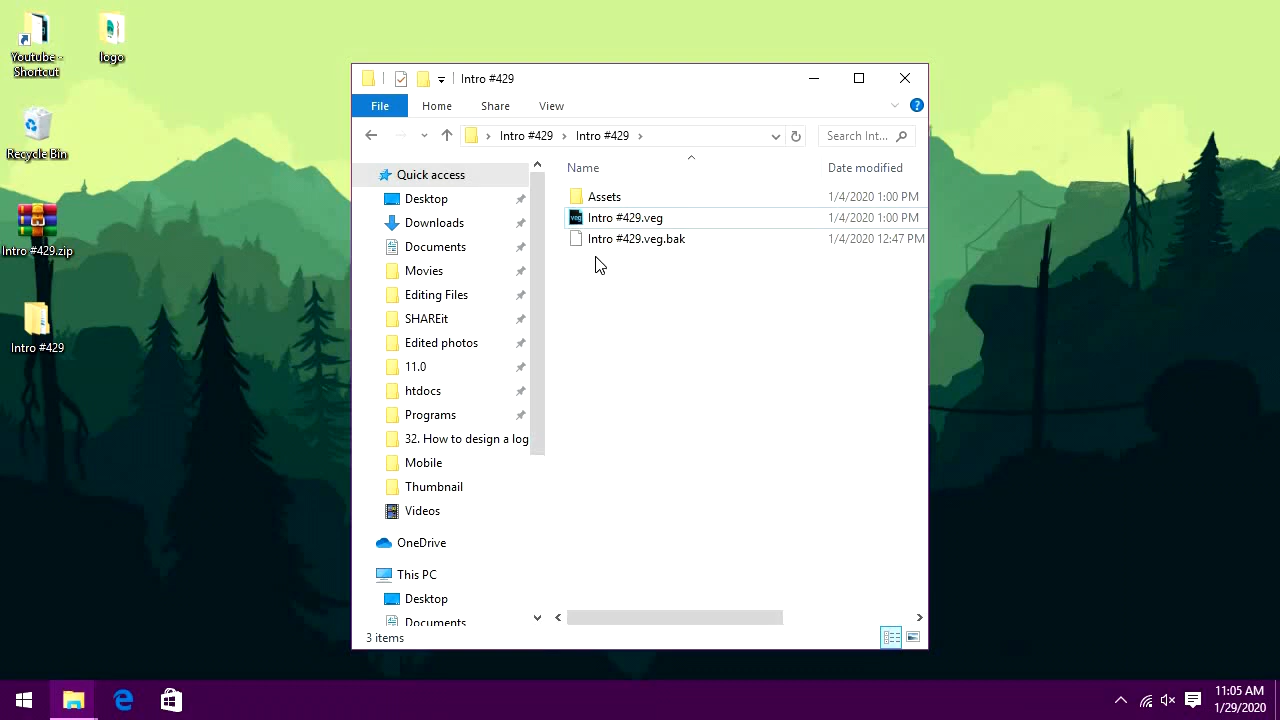 Youtube -
Shortcut
logo
Recycle Bin
Intro #429.zip
Intro #429
Intro #429
File
Home
Share
View
Intro #429
Intro #429
Search Int...
Quick access
Desktop
Downloads
Documents
Movies
Editing Files
SHAREit
Edited photos
11.0
htdocs
Programs
32. How to design a log
Mobile
Thumbnail
Videos
OneDrive
This PC
Desktop
Documents
Name Date modified
Assets 1/4/2020 1:00 PM
Intro #429.veg 1/4/2020 1:00 PM
Intro #429.veg.bak 1/4/2020 12:47 PM
3 items
11:05 AM
1/29/2020